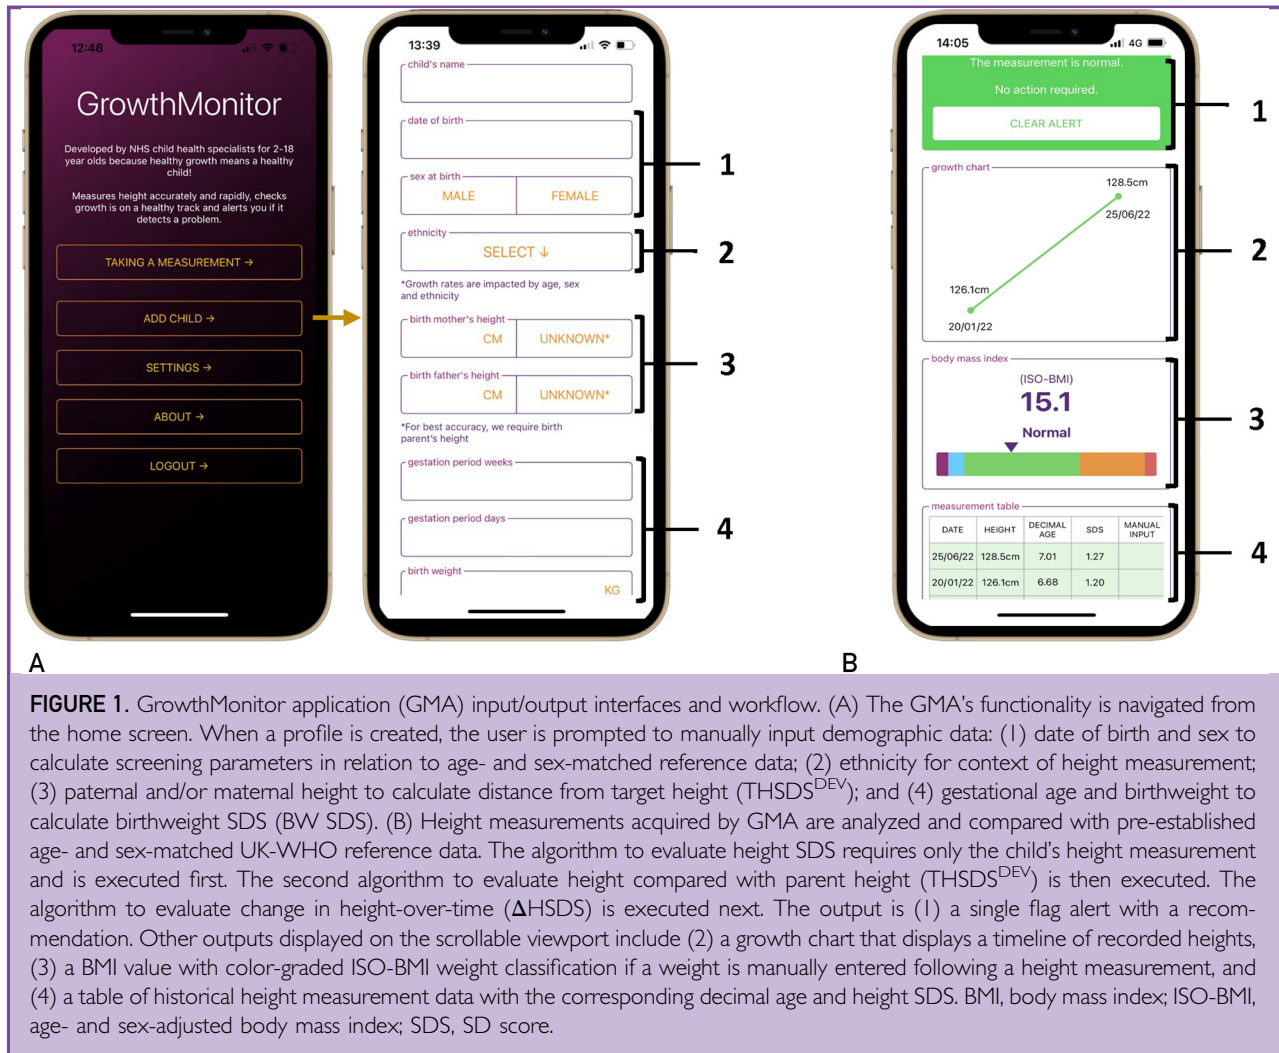 12:48
GrowthMonitor
Developed by NHS child health specialists for 2-18
year olds because healthy growth means a healthy
child!
Measures height accurately and rapidly, checks
growth is on a healthy track and alerts you if it
detects a problem.
TAKING A MEASUREMENT →
ADD CHILD →
SETTINGS →
ABOUT →
LOGOUT →
13:39
child's name
date of birth
sex at birth
MALE FEMALE
ethnicity
SELECT ↓
*Growth rates are impacted by age, sex
and ethnicity
birth mother's height
CM UNKNOWN*
birth father's height
CM UNKNOWN*
*For best accuracy, we require birth
parent's height
gestation period weeks
gestation period days
birth weight
KG
1
2
3
4
A
14:05 4G
The measurement is normal.
No action required.
CLEAR ALERT
growth chart
128.5cm
25/06/22
126.1cm
20/01/22
body mass index
(ISO-BMI)
15.1
Normal
measurement table
DATE HEIGHT DECIMAL AGE SDS MANUAL INPUT
25/06/22 128.5cm 7.01 1.27
20/01/22 126.1cm 6.68 1.20
1
2
3
4
B
FIGURE 1. GrowthMonitor application (GMA) input/output interfaces and workflow. (A) The GMA's functionality is navigated from
the home screen. When a profile is created, the user is prompted to manually input demographic data: (1) date of birth and sex to
calculate screening parameters in relation to age- and sex-matched reference data; (2) ethnicity for context of height measurement;
(3) paternal and/or maternal height to calculate distance from target height (THSDS^DEV); and (4) gestational age and birthweight to
calculate birthweight SDS (BW SDS). (B) Height measurements acquired by GMA are analyzed and compared with pre-established
age- and sex-matched UK-WHO reference data. The algorithm to evaluate height SDS requires only the child's height measurement
and is executed first. The second algorithm to evaluate height compared with parent height (THSDS^DEV) is then executed. The
algorithm to evaluate change in height-over-time (ΔHSDS) is executed next. The output is (1) a single flag alert with a recom-
mendation. Other outputs displayed on the scrollable viewport include (2) a growth chart that displays a timeline of recorded heights,
(3) a BMI value with color-graded ISO-BMI weight classification if a weight is manually entered following a height measurement, and
(4) a table of historical height measurement data with the corresponding decimal age and height SDS. BMI, body mass index; ISO-BMI,
age- and sex-adjusted body mass index; SDS, SD score.